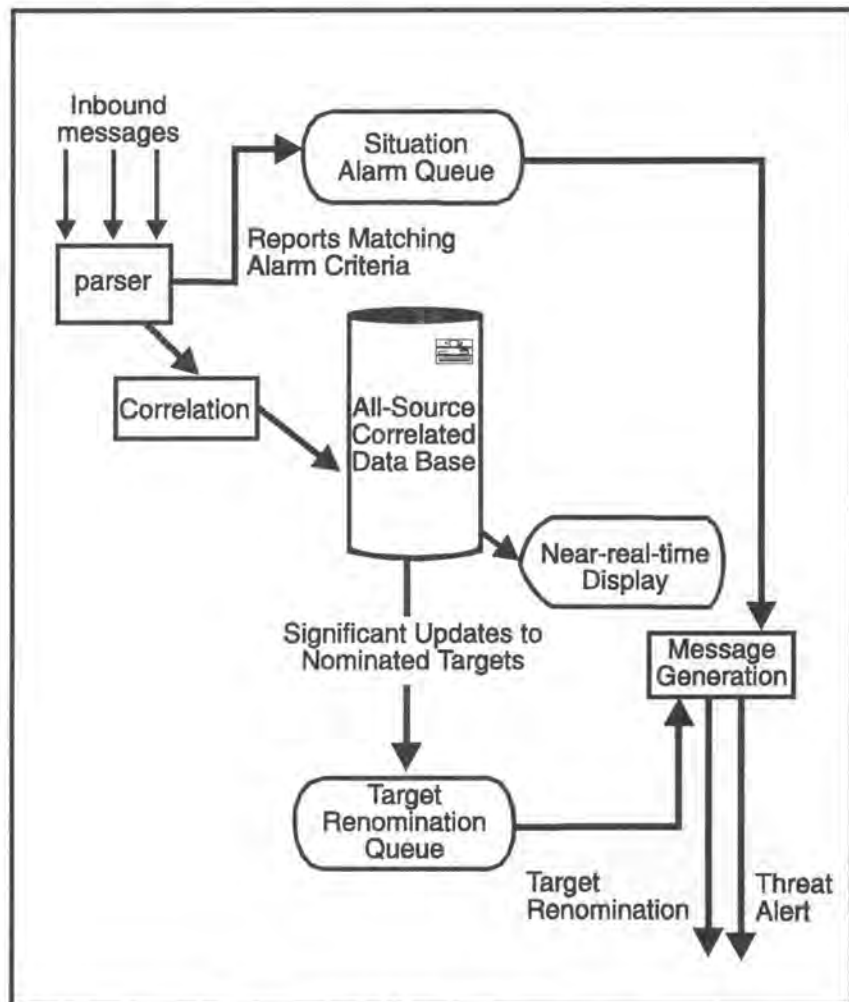 Inbound
messages
Situation
Alarm Queue
Reports Matching
Alarm Criteria
parser
Correlation
All-Source
Correlated
Data Base
Near-real-time
Display
Significant Updates to
Nominated Targets
Message
Generation
Target
Renomination
Queue
Target
Renomination
Threat
Alert